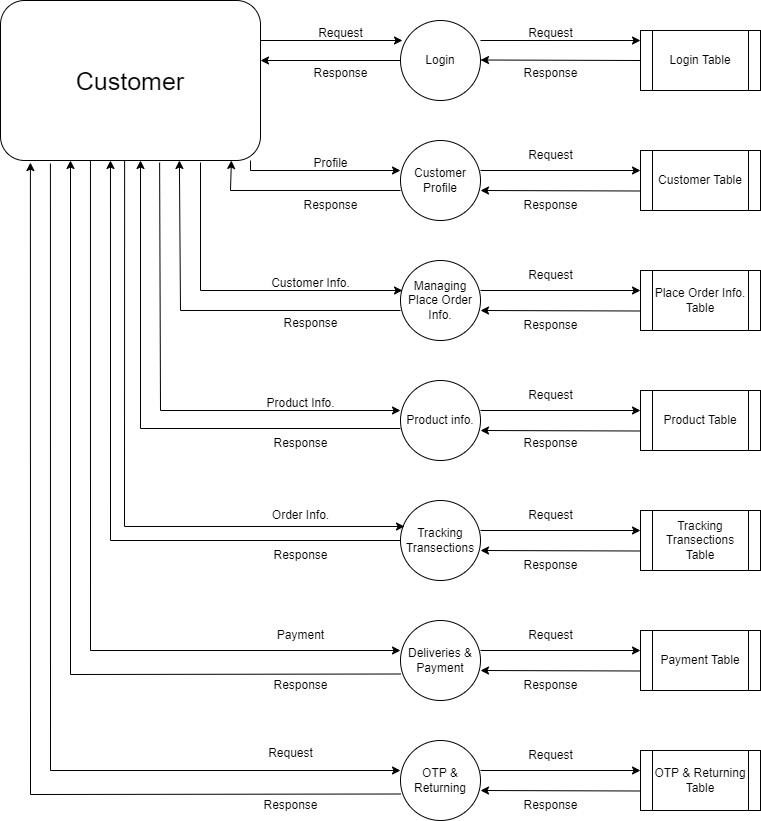 Customer
Request
Response
Login
Request
Response
Login Table
Profile
Response
Customer
Profile
Request
Response
Customer Table
Customer Info.
Response
Managing
Place Order
Info.
Request
Response
Place Order Info.
Table
Product Info.
Response
Product info.
Request
Response
Product Table
Order Info.
Response
Tracking
Transections
Request
Response
Tracking
Transections
Table
Payment
Response
Deliveries &
Payment
Request
Response
Payment Table
Request
Response
OTP &
Returning
Request
Response
OTP & Returning
Table